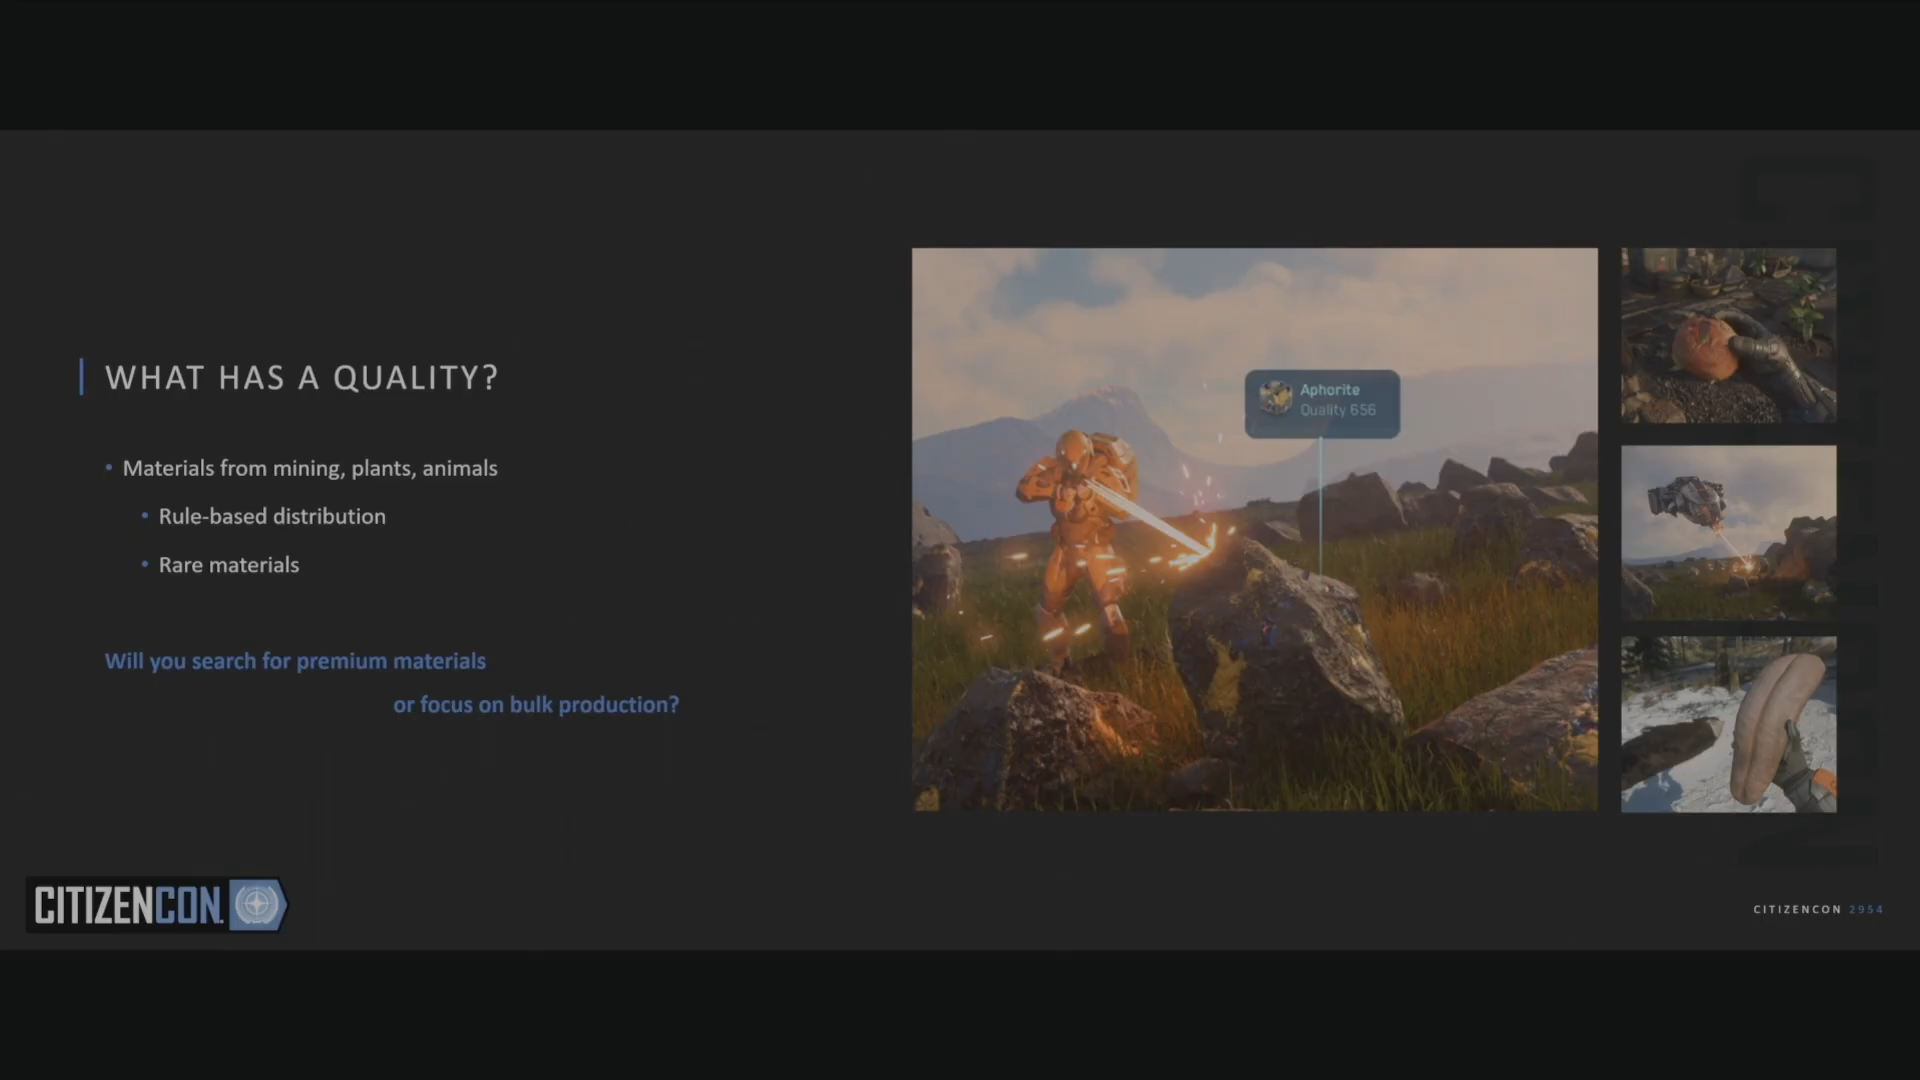 WHAT HAS A QUALITY?
• Materials from mining, plants, animals
• Rule-based distribution
• Rare materials
Will you search for premium materials
or focus on bulk production?
Aphorite
Quality 656
CITIZENCON
CITIZENCON 2954